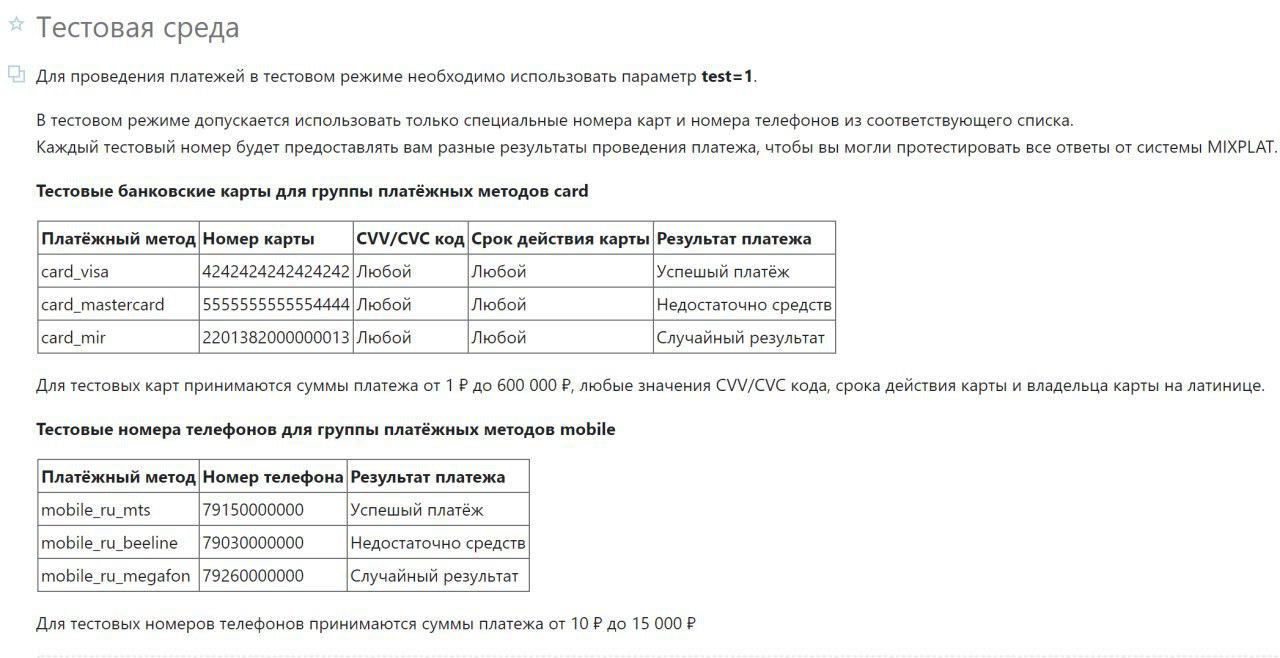 Тестовая среда
Для проведения платежей в тестовом режиме необходимо использовать параметр test=1.
В тестовом режиме допускается использовать только специальные номера карт и номера телефонов из соответствующего списка.
Каждый тестовый номер будет предоставлять вам разные результаты проведения платежа, чтобы вы могли протестировать все ответы от системы MIXPLAT.
Тестовые банковские карты для группы платёжных методов card
Платёжный метод Номер карты CVV/CVC код Срок действия карты Результат платежа
card_visa 4242424242424242 Любой Любой Успешый платёж
card_mastercard 5555555555554444 Любой Любой Недостаточно средств
card_mir 2201382000000013 Любой Любой Случайный результат
Для тестовых карт принимаются суммы платежа от 1 ₽ до 600 000 ₽, любые значения CVV/CVC кода, срока действия карты и владельца карты на латинице.
Тестовые номера телефонов для группы платёжных методов mobile
Платёжный метод Номер телефона Результат платежа
mobile_ru_mts 79150000000 Успешый платёж
mobile_ru_beeline 79030000000 Недостаточно средств
mobile_ru_megafon 79260000000 Случайный результат
Для тестовых номеров телефонов принимаются суммы платежа от 10 ₽ до 15 000 ₽